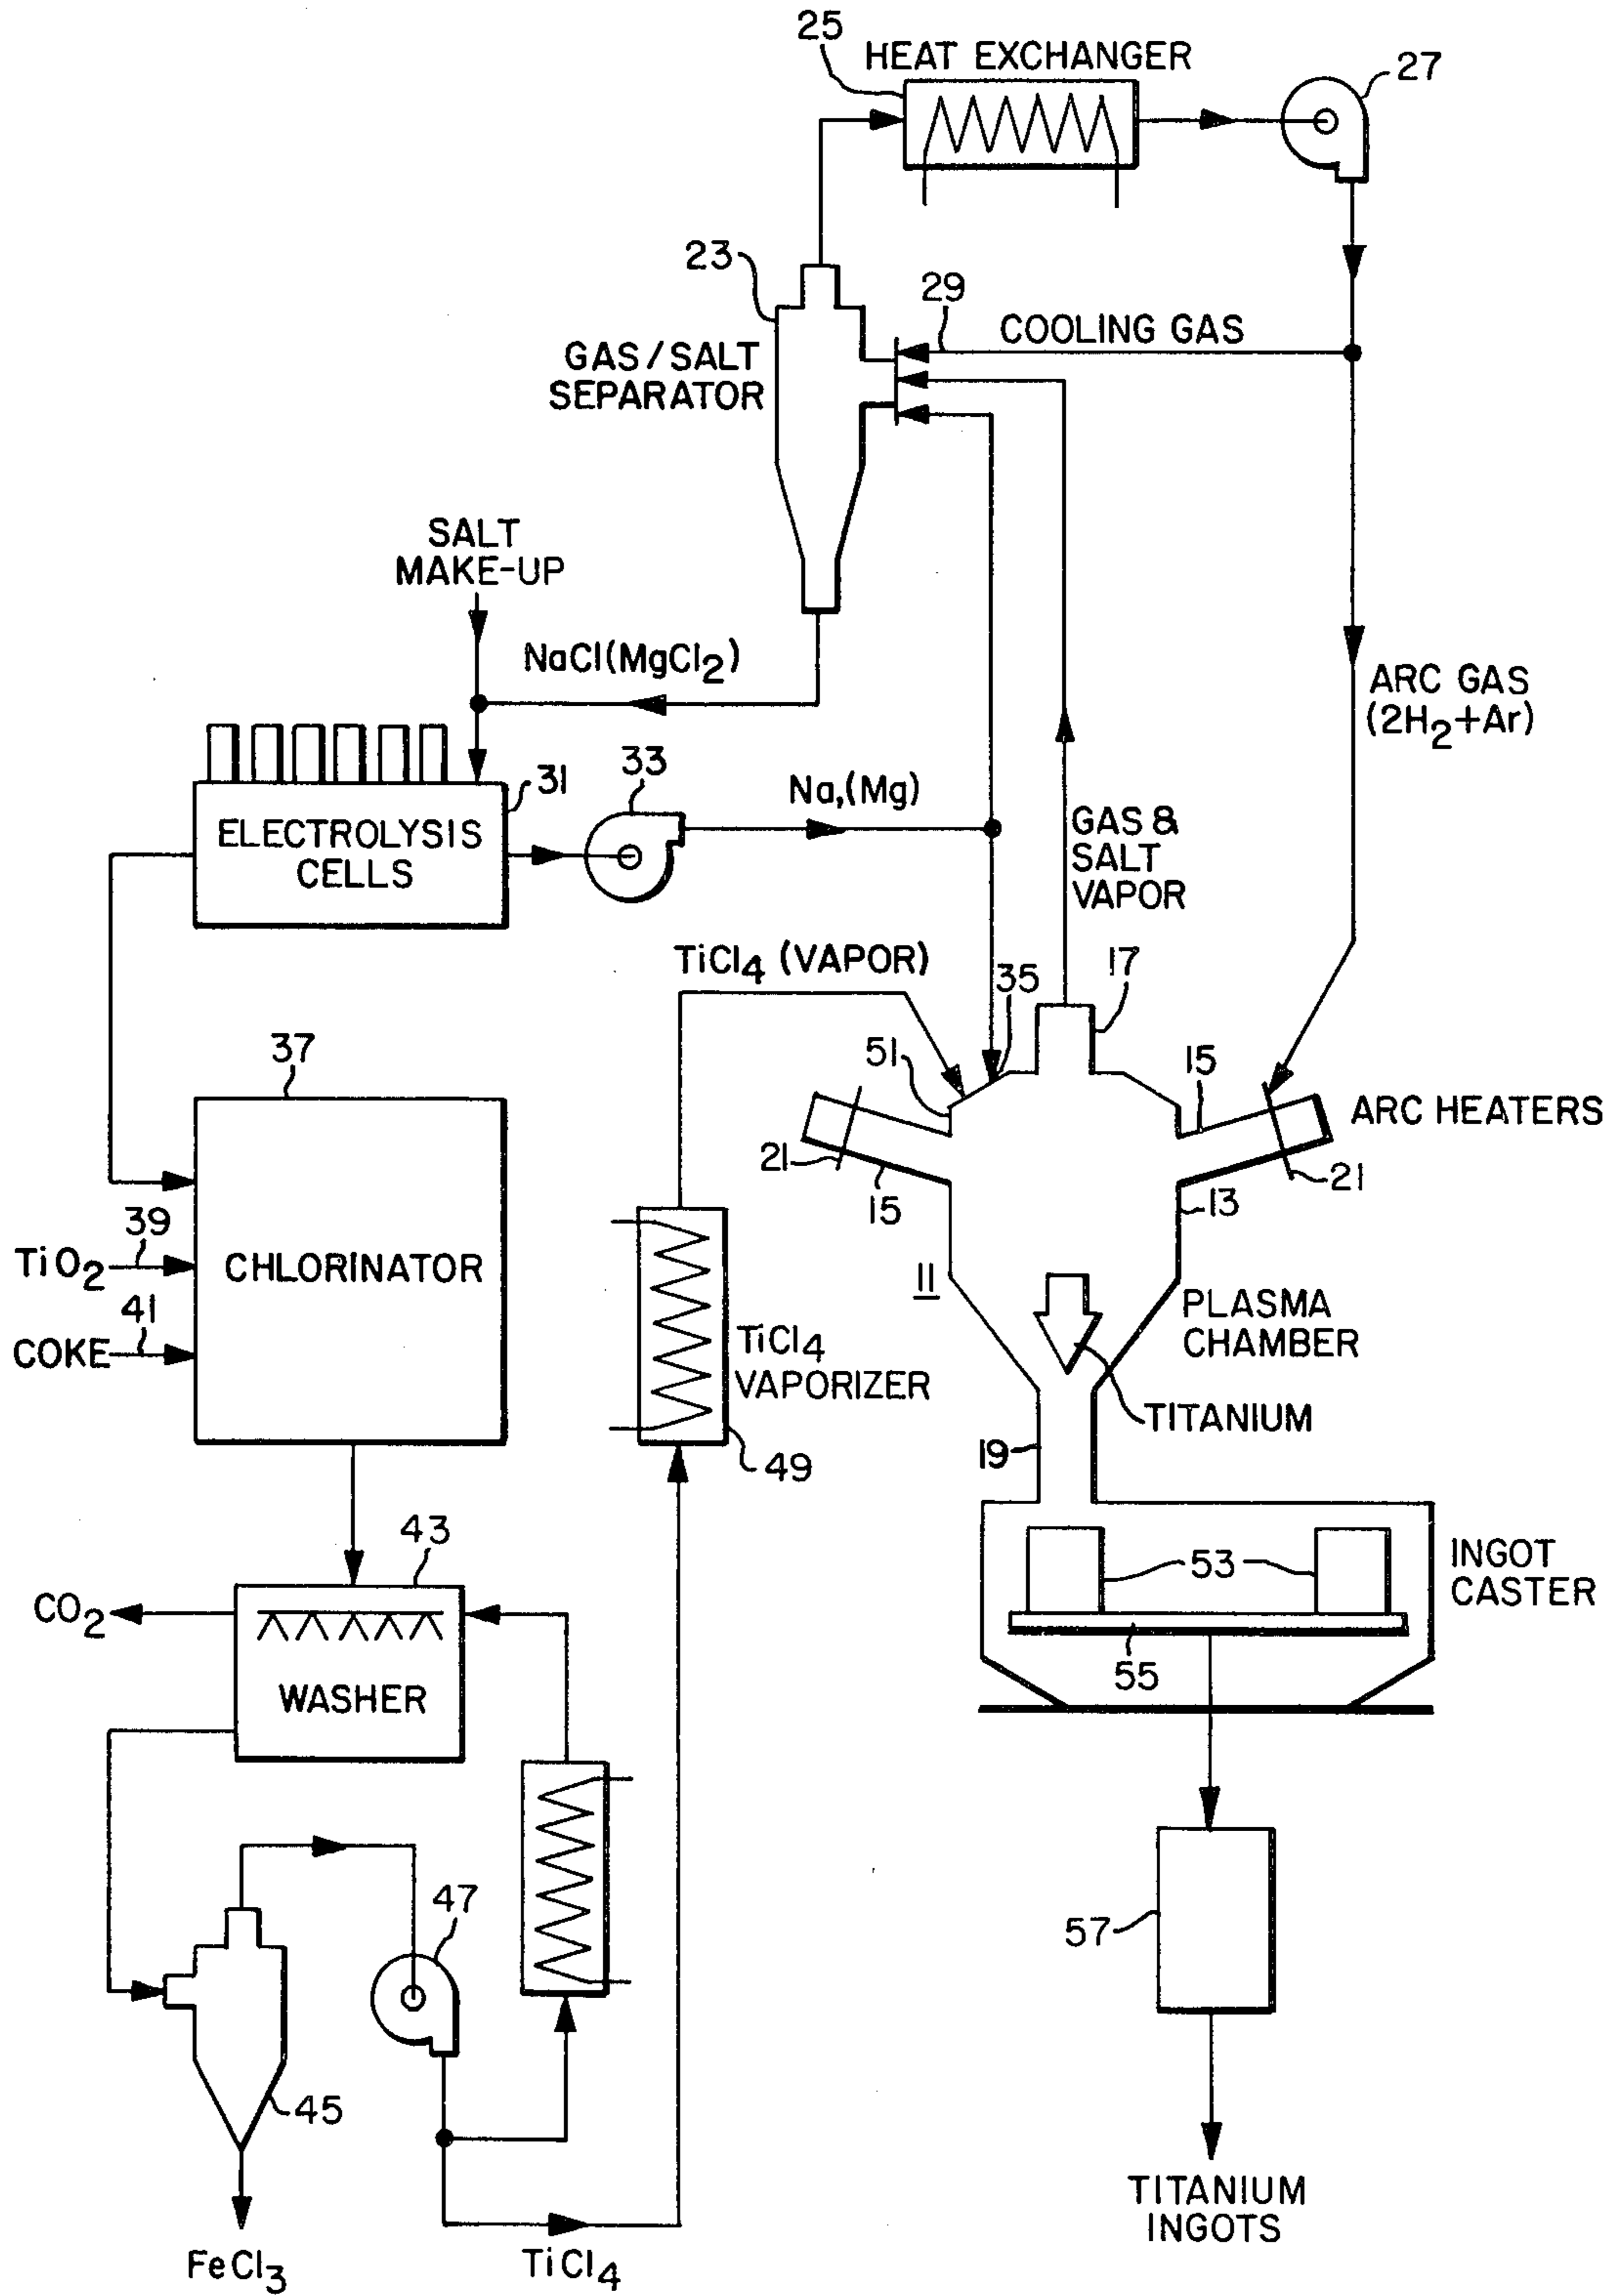 25
HEAT EXCHANGER
27
23
29
COOLING GAS
GAS/SALT
SEPARATOR
SALT
MAKE-UP
NaCl(MgCl2)
ARC GAS
(2H2+Ar)
31
33
Na,(Mg)
ELECTROLYSIS
CELLS
GAS &
SALT
VAPOR
TiCl4 (VAPOR)
35
17
37
51
15
ARC HEATERS
21
15
21
13
39
TiO2
CHLORINATOR
11
41
COKE
PLASMA
CHAMBER
TiCl4
VAPORIZER
TITANIUM
19
49
43
53
INGOT
CASTER
CO2
WASHER
55
47
57
45
TITANIUM
INGOTS
FeCl3
TiCl4